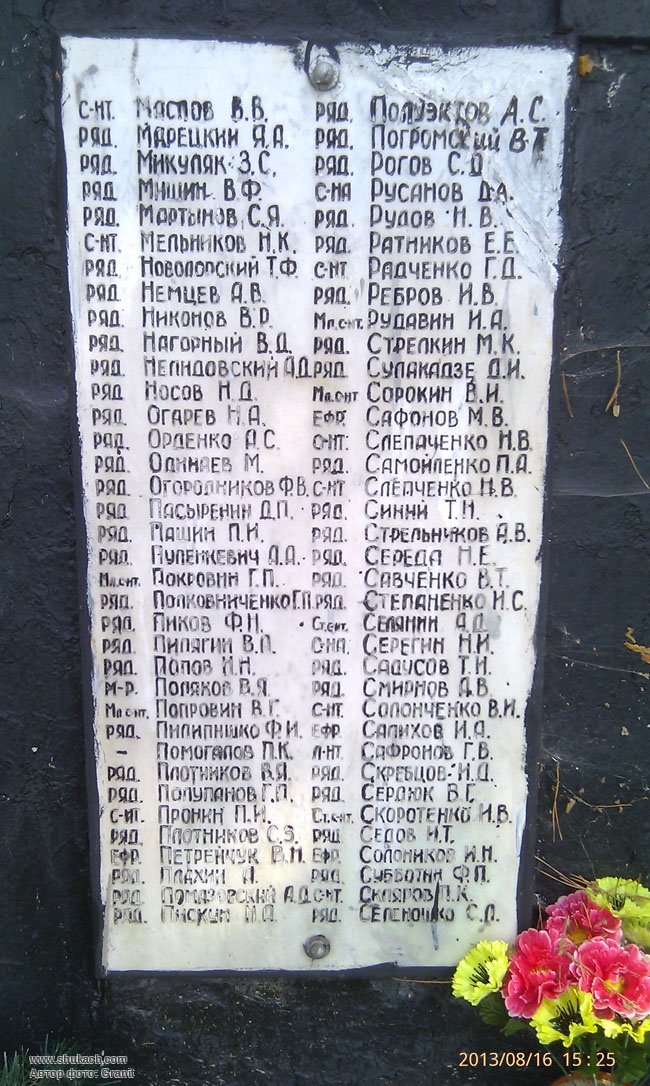 6
С-НТ. МАСЛОВ В.В.
РЯД. МАРЕЦКИЙ Я.А.
РЯД. МИКУЛЯК З.С.
РЯД. МИШИН В.Ф.
РЯД. МАРТЫНОВ С.Я.
С-НТ. МЕЛЬНИКОВ Н.К.
РЯД. НОВОЛОРСКИЙ Т.Ф.
РЯД. НЕМЦЕВ А.В.
РЯД. НИКОНОВ В.Р.
РЯД. НАГОРНЫЙ В.Д.
РЯД. НЕЛИДОВСКИЙ А.Д.
РЯД. НОСОВ Н.Д.
РЯД. ОГАРЕВ Н.А.
РЯД. ОРДЕНКО А.С.
РЯД. ОДИНАЕВ М.
РЯД. ОГОРОДНИКОВ Ф.В.
РЯД. ПАСЫРЕНИН Д.П.
РЯД. ПАШИН П.И.
РЯД. ПУПЕНКЕВИЧ А.А.
МЛ.С-НТ. ПОКРОВИН Г.П.
РЯД. ПОЛКОВНИЧЕНКО Г.П.
РЯД. ПИКОВ Ф.Н.
РЯД. ПИЛЯГИН В.П.
РЯД. ПОПОВ И.Н.
М-Р. ПОЛЯКОВ В.Я.
МЛ.С-НТ. ПОПРОВИН В.Г.
РЯД. ПИЛИПИШКО Ф.И.
– ПОМОГАЛОВ П.К.
РЯД. ПЛОТНИКОВ В.Я.
РЯД. ПОЛУПАНОВ Г.П.
С-НТ. ПРОНИН П.И.
РЯД. ПЛОТНИКОВ С.З.
ЕФР. ПЕТРЕНЧУК В.Н.
РЯД. ПЛАХИН А.
РЯД. ПОМАЗОВСКИЙ А.Д.
РЯД. ПИСКУН И.А.
РЯД. ПОЛУЭКТОВ А.С.
РЯД. ПОГРОМСКИЙ В.Т
РЯД. РОГОВ С.Д.
С-НА РУСАНОВ Д.А.
РЯД. РУДОВ Н.В.
РЯД. РАТНИКОВ Е.Е.
С-НТ. РАДЧЕНКО Г.Д.
РЯД. РЕБРОВ И.В.
МЛ.С-НТ. РУДАВИН И.А.
РЯД. СТРЕЛКИН М.К.
РЯД. СУЛАКАДЗЕ Д.И.
МЛ.С-НТ СОРОКИН В.И.
ЕФР. САФОНОВ М.В.
С-НТ. СЛЕПАЧЕНКО Н.В.
РЯД. САМОЙЛЕНКО П.А.
С-НТ СЛЕПЧЕНКО Н.В.
РЯД. СИНИЙ Т.Н.
РЯД. СТРЕЛЬНИКОВ А.В.
РЯД. СЕРЕДА Н.Е.
РЯД. САВЧЕНКО В.Т.
РЯД. СТЕПАНЕНКО И.С.
СТ.С-НТ. СЕЛЯНИН А.Д.
С-НА. СЕРЕГИН Н.И.
РЯД. САДУСОВ Т.Н.
РЯД. СМИРНОВ А.В.
С-НТ. СОЛОНЧЕНКО В.И.
ЕФР. САЛИХОВ И.А.
Л-НТ САФРОНОВ Г.В.
РЯД. СКРЕБЦОВ И.Д.
РЯД. СЕРДЮК В.Г.
СТ.С-НТ СКОРОТЕНКО И.В.
РЯД. СЕДОВ И.Т.
ЕФР. СОЛОНИКОВ И.Н.
РЯД. СУББОТИН Ф.П.
С-НТ. СКЛЯРОВ П.К.
РЯД. СЕЛЕНОЧКО С.Л.
www.shukach.com
Автор фото: Granit
2013/08/16 15:25